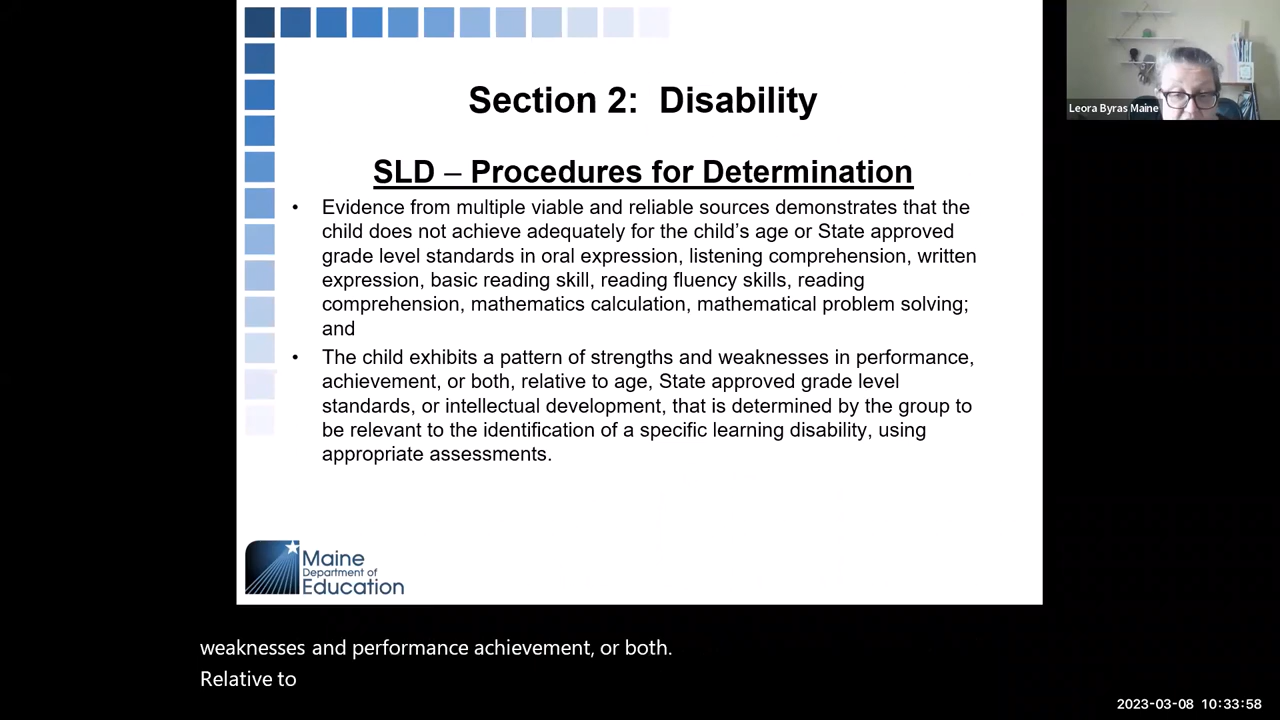 Section 2:  Disability
SLD – Procedures for Determination
• Evidence from multiple viable and reliable sources demonstrates that the
child does not achieve adequately for the child's age or State approved
grade level standards in oral expression, listening comprehension, written
expression, basic reading skill, reading fluency skills, reading
comprehension, mathematics calculation, mathematical problem solving;
and
• The child exhibits a pattern of strengths and weaknesses in performance,
achievement, or both, relative to age, State approved grade level
standards, or intellectual development, that is determined by the group to
be relevant to the identification of a specific learning disability, using
appropriate assessments.
Maine
Department of
Education
Leora Byras Maine
weaknesses and performance achievement, or both.
Relative to
2023-03-08 10:33:58